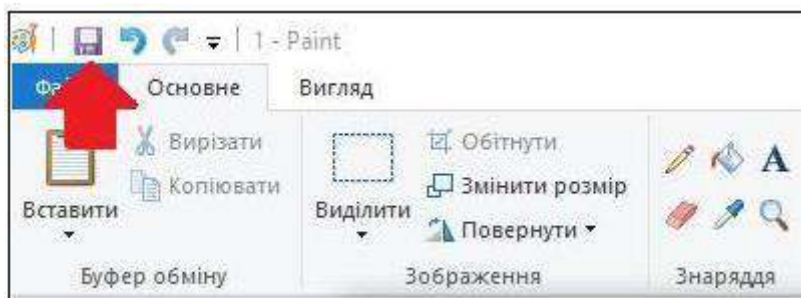 1 - Paint
Основне Вигляд
Вирізати
Копіювати
Вставити
Обітнути
Змінити розмір
Повернути
Виділити
A
Буфер обміну Зображення Знаряддя